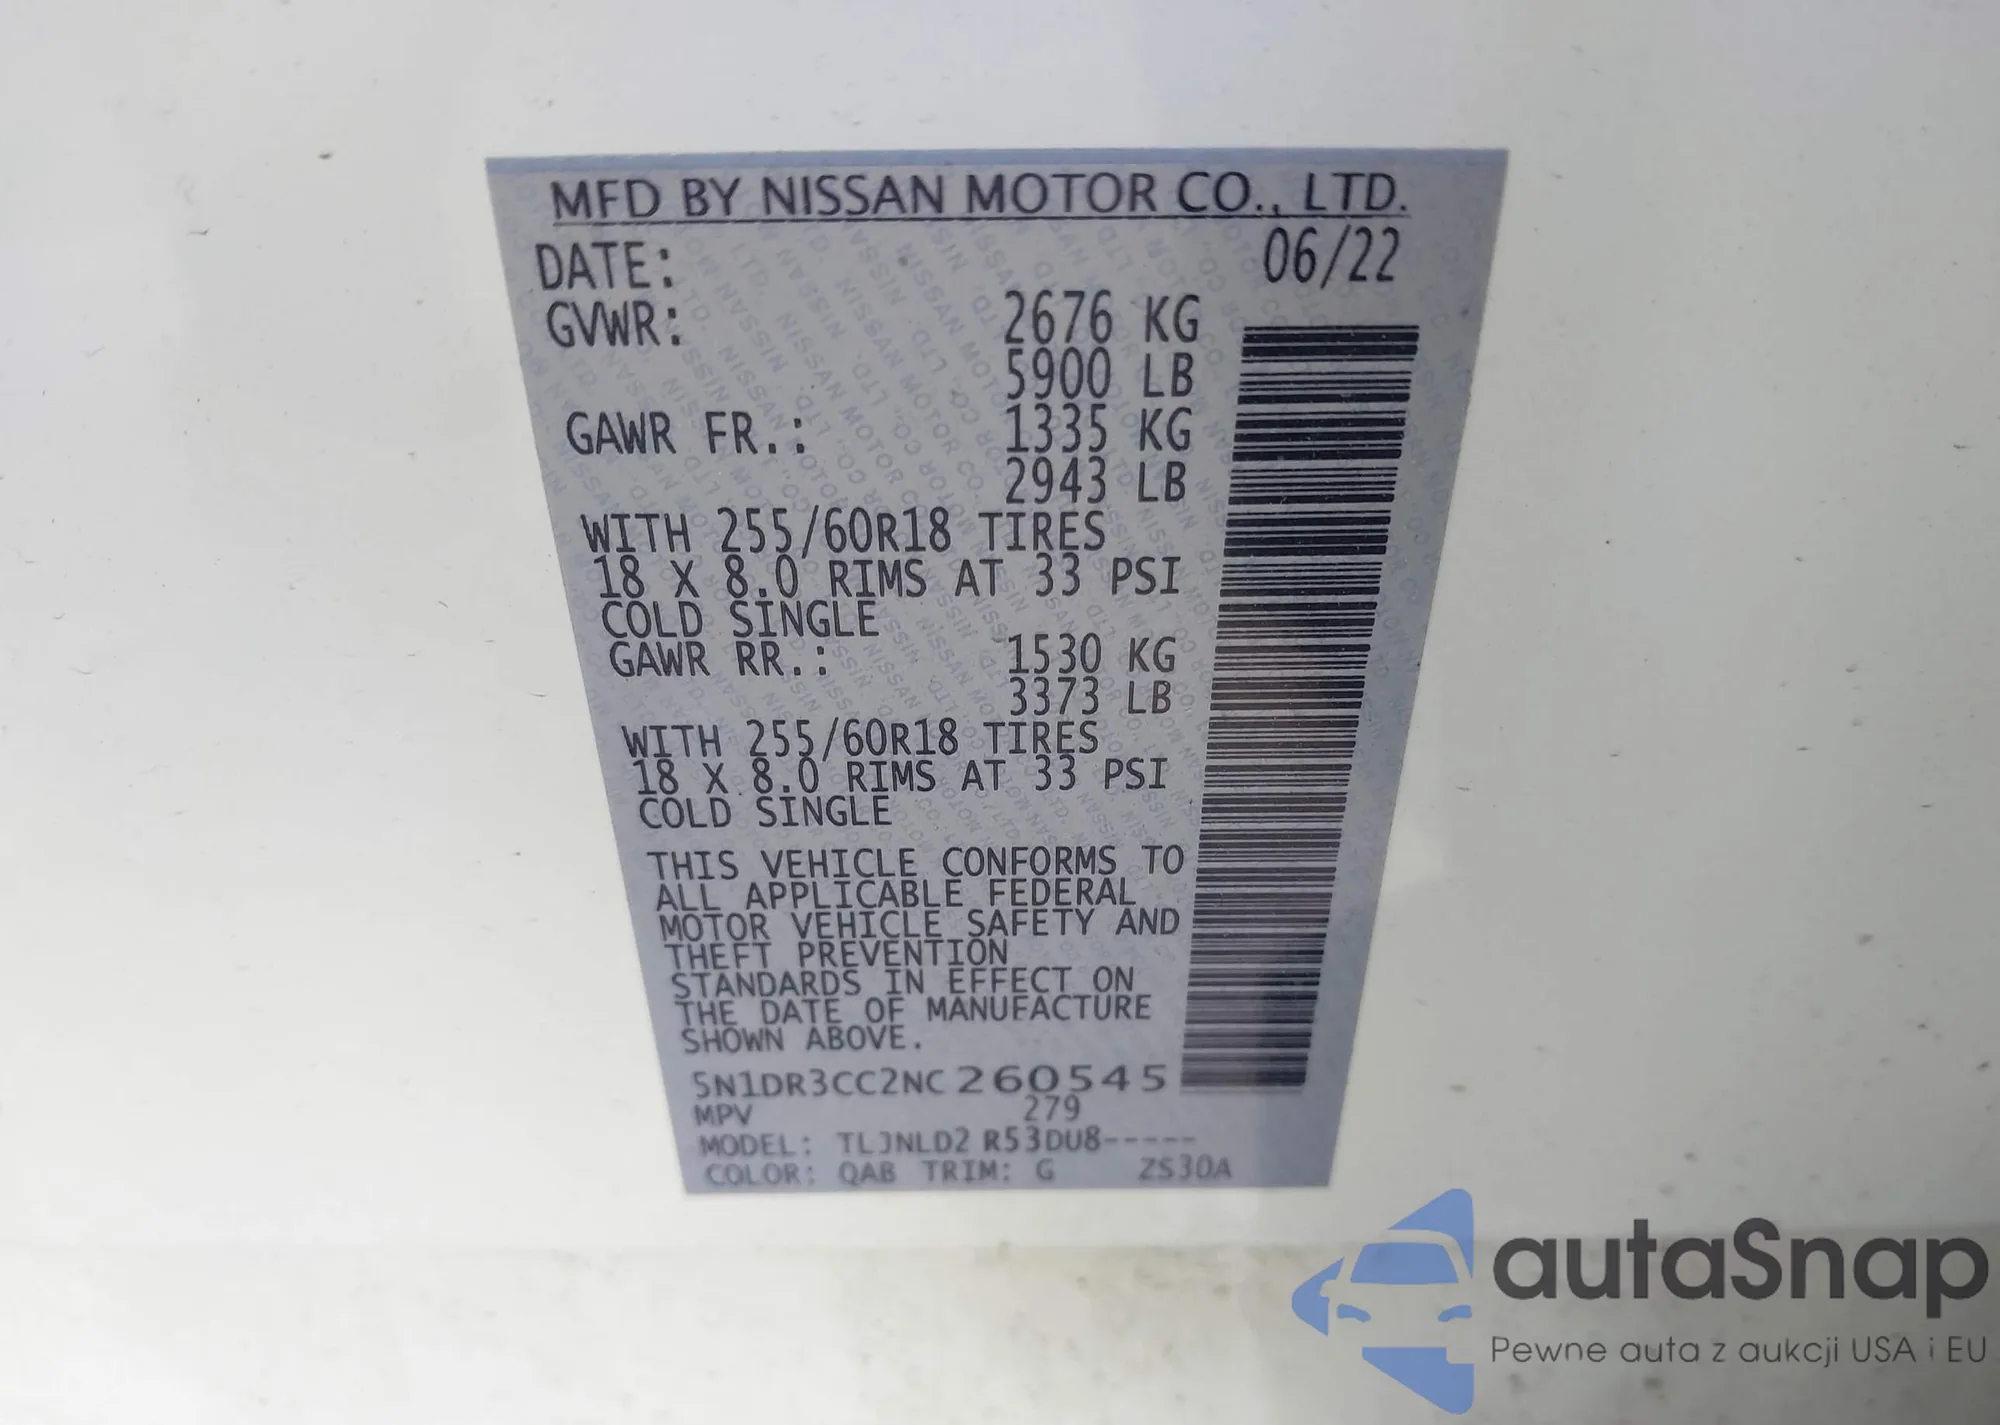 MFD BY NISSAN MOTOR CO., LTD.
DATE: 06/22
GVWR: 2676 KG
5900 LB
GAWR FR.: 1335 KG
2943 LB
WITH 255/60R18 TIRES
18 X 8.0 RIMS AT 33 PSI
COLD SINGLE
GAWR RR.: 1530 KG
3373 LB
WITH 255/60R18 TIRES
18 X 8.0 RIMS AT 33 PSI
COLD SINGLE
THIS VEHICLE CONFORMS TO
ALL APPLICABLE FEDERAL
MOTOR VEHICLE SAFETY AND
THEFT PREVENTION
STANDARDS IN EFFECT ON
THE DATE OF MANUFACTURE
SHOWN ABOVE.
5N1DR3CC2NC260545
MPV 279
MODEL: TLJNLD2 R53DU8-----
COLOR: QAB TRIM: G ZS30A
autaSnap
Pewne auta z aukcji USA i EU